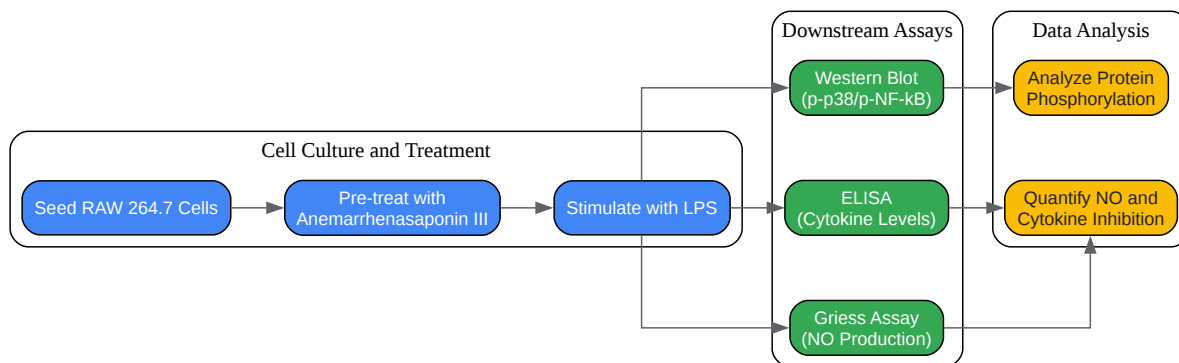 Downstream Assays
Data Analysis
Western Blot
(p-p38/p-NF-kB)
Analyze Protein
Phosphorylation
Cell Culture and Treatment
Seed RAW 264.7 Cells
Pre-treat with
Anemarrhenasaponin III
Stimulate with LPS
ELISA
(Cytokine Levels)
Quantify NO and
Cytokine Inhibition
Griess Assay
(NO Production)